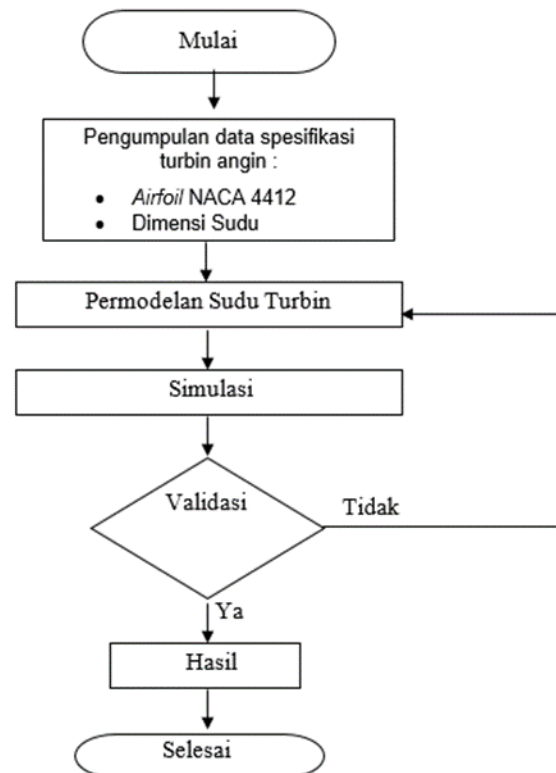 Mulai
Pengumpulan data spesifikasi
turbin angin :
• Airfoil NACA 4412
• Dimensi Sudu
Permodelan Sudu Turbin
Simulasi
Validasi
Tidak
Ya
Hasil
Selesai